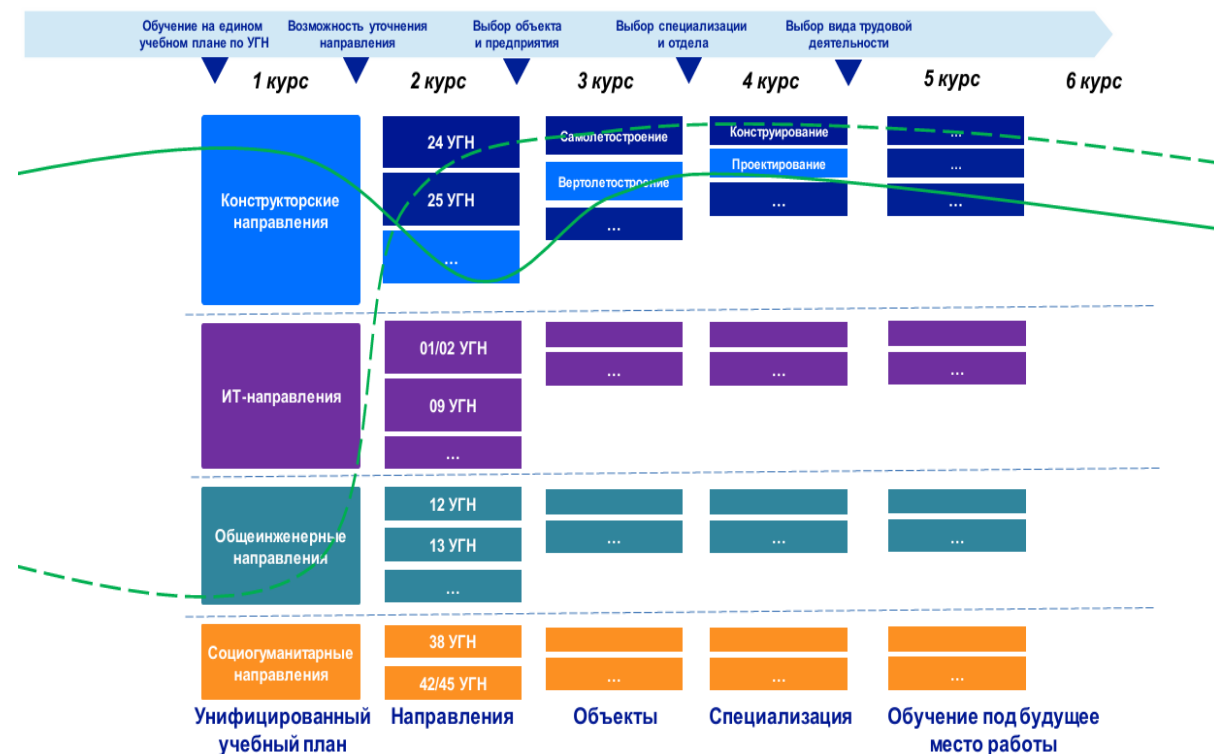 Обучение на едином
учебном плане по УГН
Возможность уточнения
направления
Выбор объекта
и предприятия
Выбор специализации
и отдела
Выбор вида трудовой
деятельности
1 курс
2 курс
3 курс
4 курс
5 курс
6 курс
Конструкторские
направления
24 УГН
25 УГН
...
Самолетостроение
Вертолетостроение
...
Конструирование
Проектирование
...
...
...
...
ИТ-направления
01/02 УГН
09 УГН
...
...
...
...
Общеинженерные
направления
12 УГН
13 УГН
...
...
...
...
Социогуманитарные
направления
38 УГН
42/45 УГН
...
...
...
Унифицированный
учебный план
Направления
Объекты
Специализация
Обучение под будущее
место работы